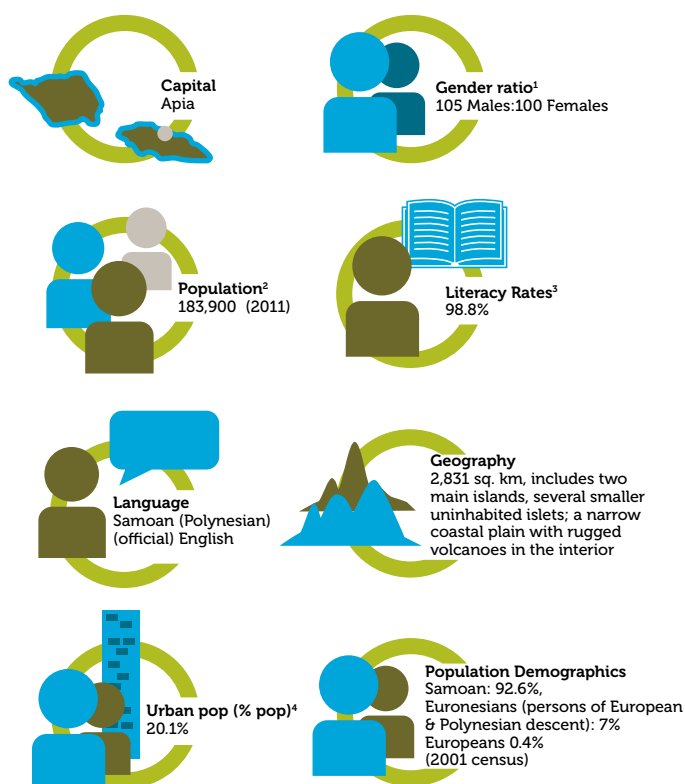 Capital
Apia
Gender ratio¹
105 Males:100 Females
Population²
183,900 (2011)
Literacy Rates³
98.8%
Language
Samoan (Polynesian)
(official) English
Geography
2,831 sq. km, includes two
main islands, several smaller
uninhabited islets; a narrow
coastal plain with rugged
volcanoes in the interior
Urban pop (% pop)⁴
20.1%
Population Demographics
Samoan: 92.6%,
Euronesians (persons of European
& Polynesian descent): 7%
Europeans 0.4%
(2001 census)